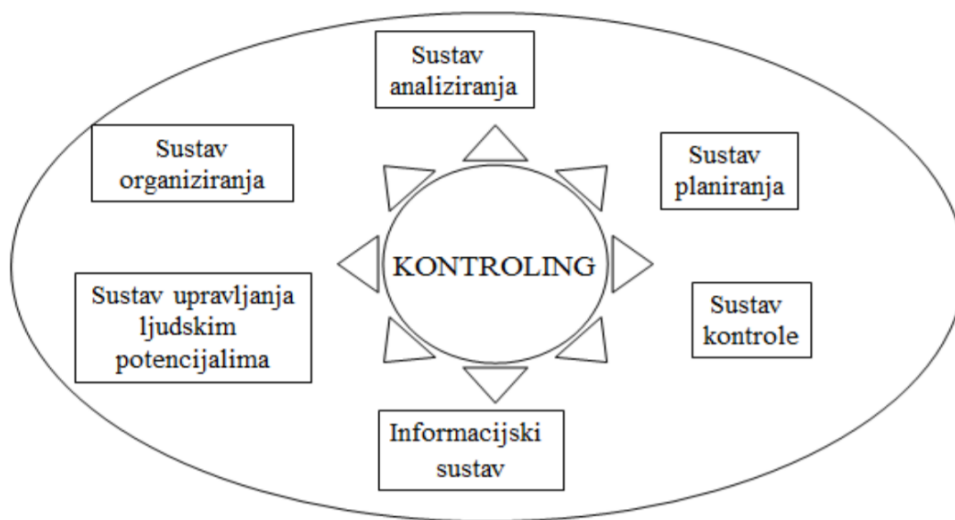 Sustav
analiziranja
Sustav
organiziranja
Sustav
planiranja
KONTROLING
Sustav upravljanja
ljudskim
potencijalima
Sustav
kontrole
Informacijski
sustav